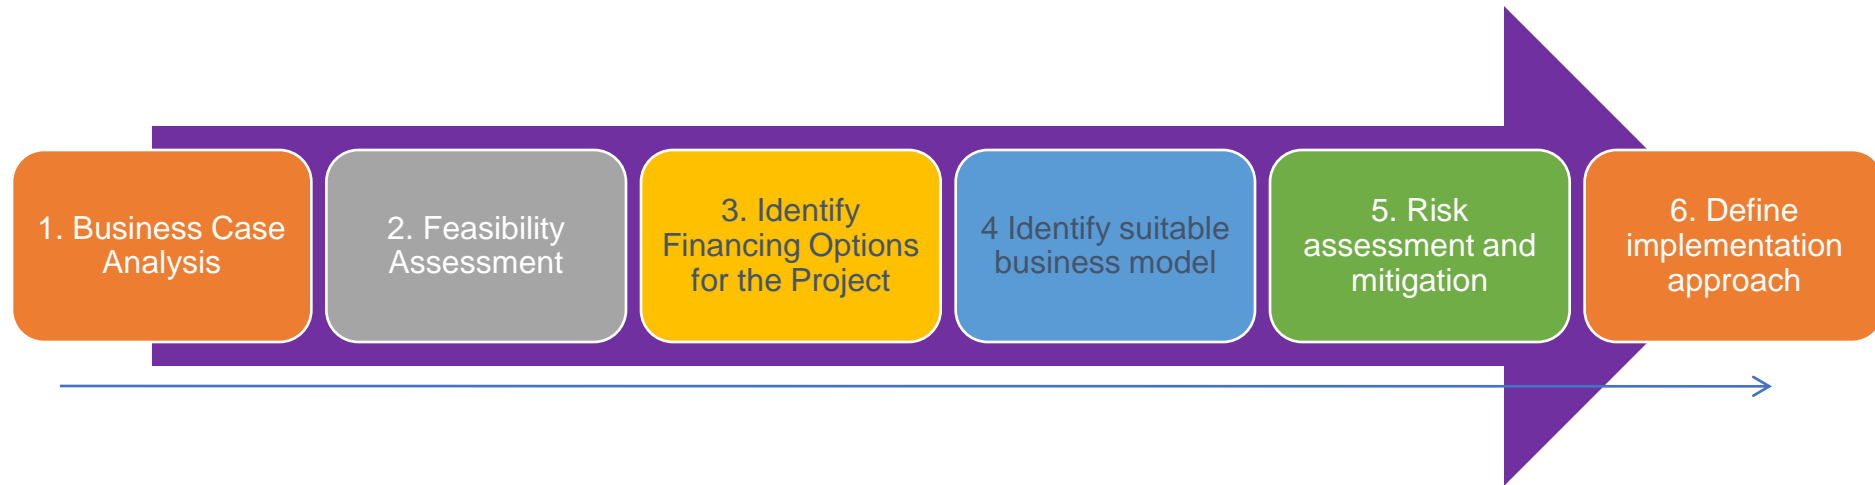 1. Business Case
Analysis
2. Feasibility
Assessment
3. Identify
Financing Options
for the Project
4 Identify suitable
business model
5. Risk
assessment and
mitigation
6. Define
implementation
approach